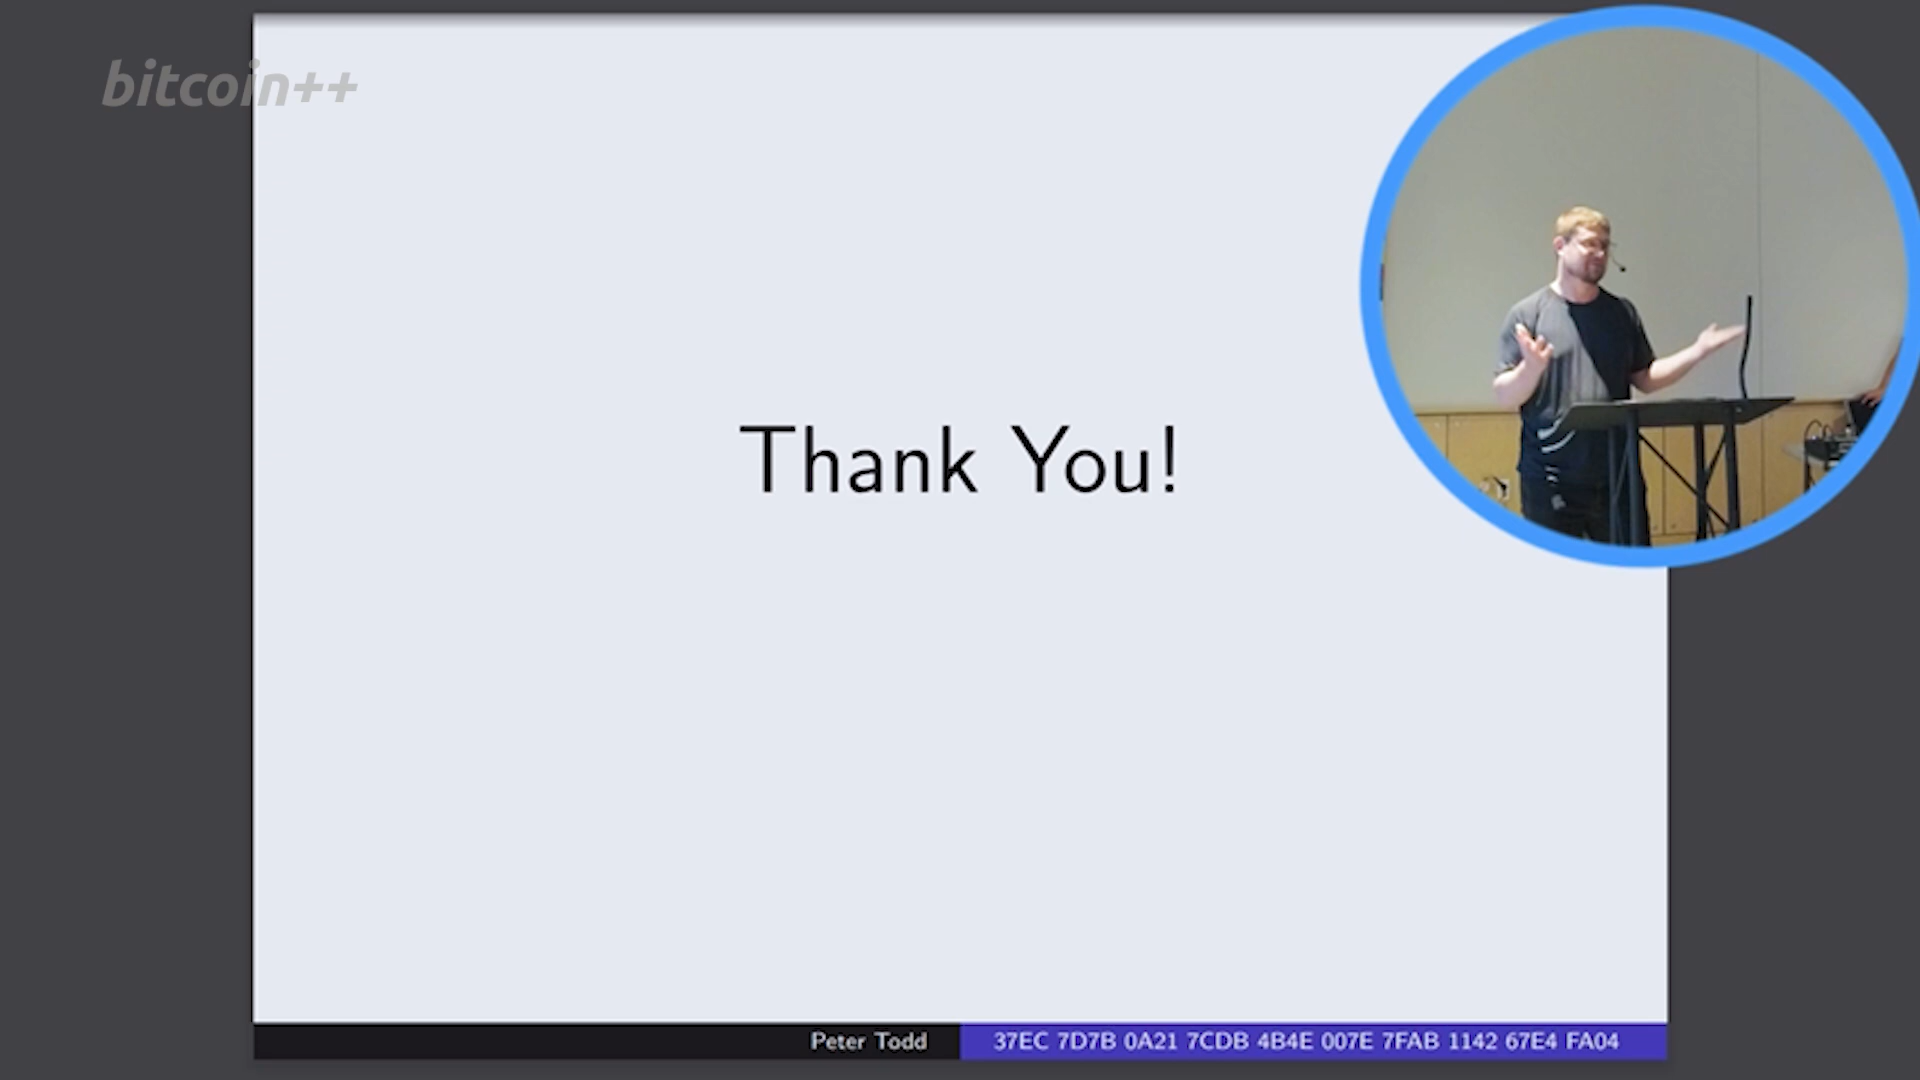 bitcoin++
Thank You!
Peter Todd
37EC 7D7B 0A21 7CDB 4B4E 007E 7FAB 1142 67E4 FA04